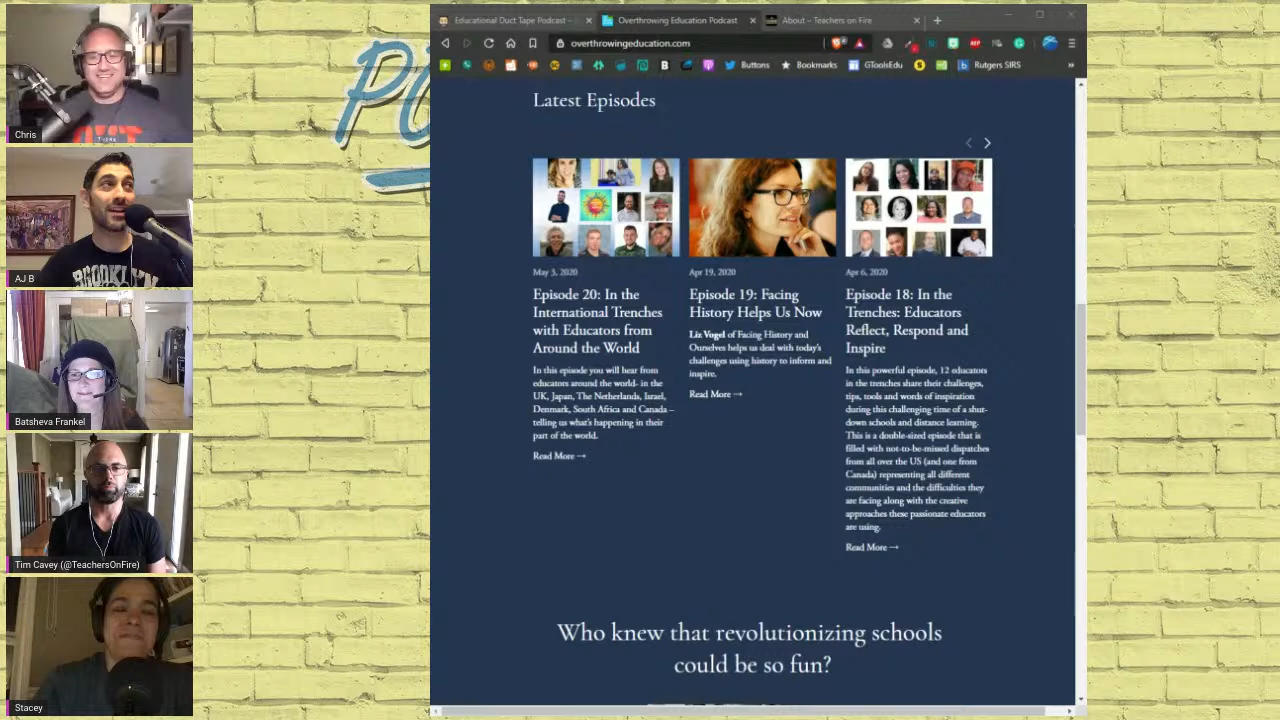 Chris
AJ B
BROOKLYN
Batsheva Frankel
Tim Cavey (@TeachersOnFire)
Stacey
Educational Duct Tape Podcast –
Overthrowing Education Podcast
About – Teachers on Fire
overthrowingeducation.com
Buttons
Bookmarks
GToolsEdu
Rutgers SIRS
Latest Episodes
May 3, 2020
Episode 20: In the
International Trenches
with Educators from
Around the World
In this episode you will hear from
educators around the world- in the
UK, Japan, The Netherlands, Israel,
Denmark, South Africa and Canada –
telling us what's happening in their
part of the world.
Read More →
Apr 19, 2020
Episode 19: Facing
History Helps Us Now
Liz Vogel of Facing History and
Ourselves helps us deal with today's
challenges using history to inform and
inspire.
Read More →
Apr 6, 2020
Episode 18: In the
Trenches: Educators
Reflect, Respond and
Inspire
In this powerful episode, 12 educators
in the trenches share their challenges,
tips, tools and words of inspiration
during this challenging time of a shut-
down schools and distance learning.
This is a double-sized episode that is
filled with not-to-be-missed dispatches
from all over the US (and one from
Canada) representing all different
communities and the difficulties they
are facing along with the creative
approaches these passionate educators
are using.
Read More →
Who knew that revolutionizing schools
could be so fun?